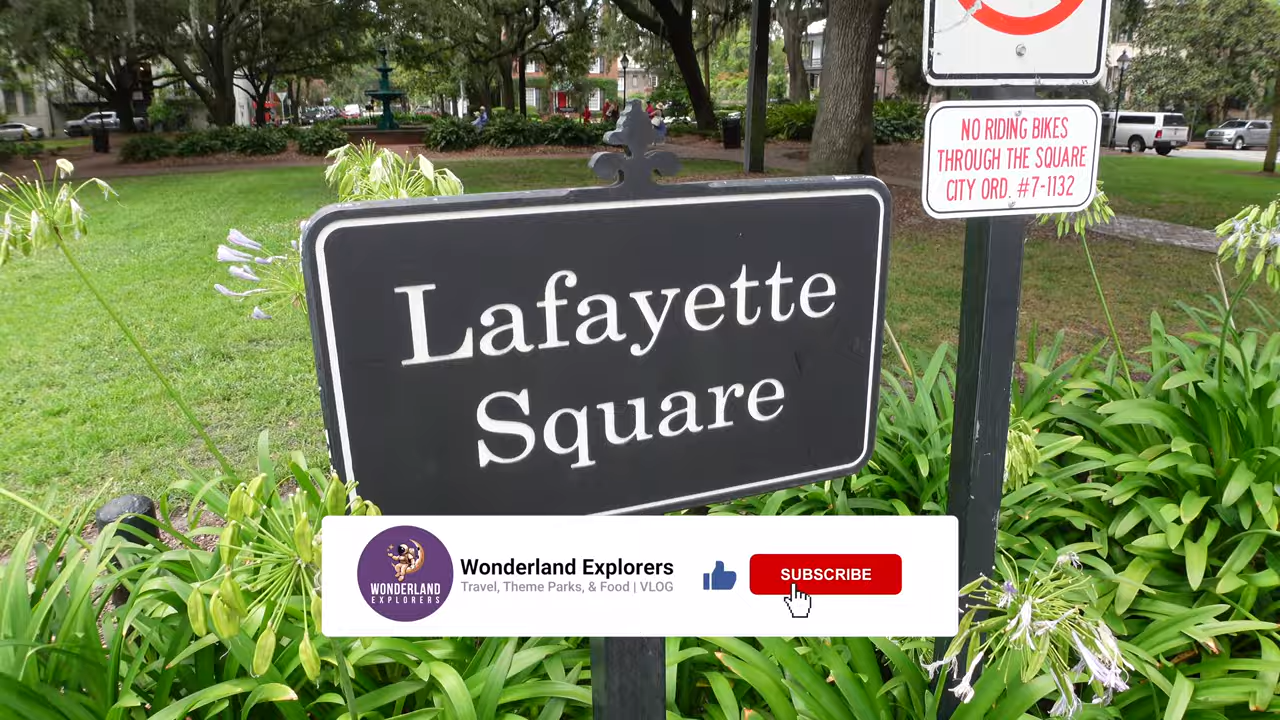 NO RIDING BIKES
THROUGH THE SQUARE
CITY ORD. #7-1132
Lafayette
Square
WONDERLAND
EXPLORERS
Wonderland Explorers
Travel, Theme Parks, & Food | VLOG
SUBSCRIBE